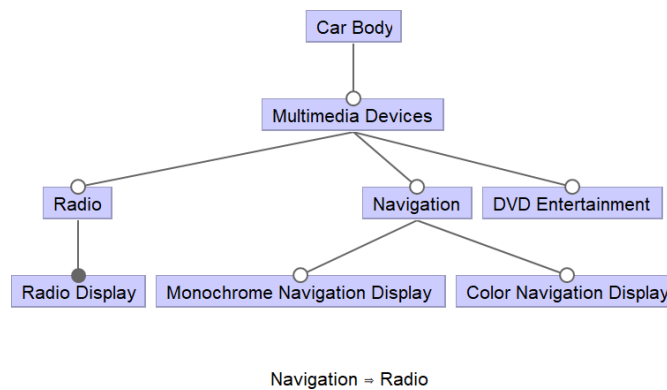 Car Body
Multimedia Devices
Radio
Navigation
DVD Entertainment
Radio Display
Monochrome Navigation Display
Color Navigation Display
Navigation ⇒ Radio